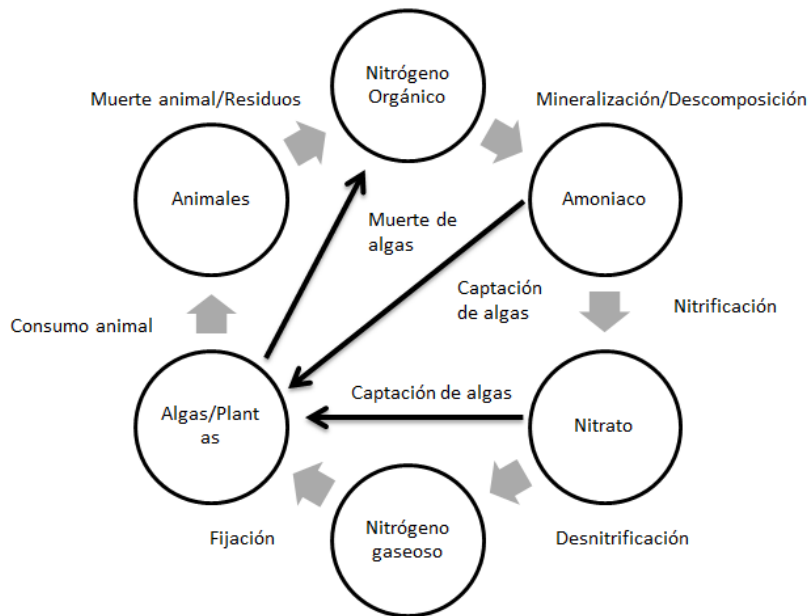 Nitrógeno
Orgánico
Muerte animal/Residuos
Mineralización/Descomposición
Animales
Amoniaco
Muerte de
algas
Captación
de algas
Consumo animal
Nitrificación
Captación de algas
Algas/Plant
as
Nitrato
Nitrógeno
gaseoso
Fijación
Desnitrificación